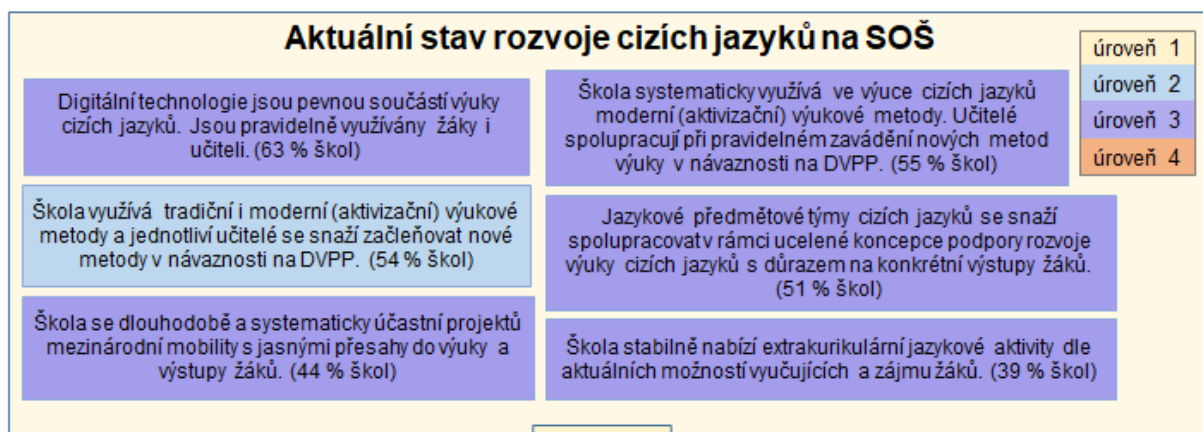 Aktuální stav rozvoje cizích jazyků na SOŠ
úroveň 1
úroveň 2
úroveň 3
úroveň 4
Digitální technologie jsou pevnou součástí výuky
cizích jazyků. Jsou pravidelně využívány žáky i
učiteli. (63 % škol)
Škola systematicky využívá ve výuce cizích jazyků
moderní (aktivizační) výukové metody. Učitelé
spolupracují při pravidelném zavádění nových metod
výuky v návaznosti na DVPP. (55 % škol)
Škola využívá tradiční i moderní (aktivizační) výukové
metody a jednotliví učitelé se snaží začleňovat nové
metody v návaznosti na DVPP. (54 % škol)
Jazykové předmětové týmy cizích jazyků se snaží
spolupracovat v rámci ucelené koncepce podpory rozvoje
výuky cizích jazyků s důrazem na konkrétní výstupy žáků.
(51 % škol)
Škola se dlouhodobě a systematicky účastní projektů
mezinárodní mobility s jasnými přesahy do výuky a
výstupy žáků. (44 % škol)
Škola stabilně nabízí extrakurikulární jazykové aktivity dle
aktuálních možností vyučujících a zájmu žáků. (39 % škol)